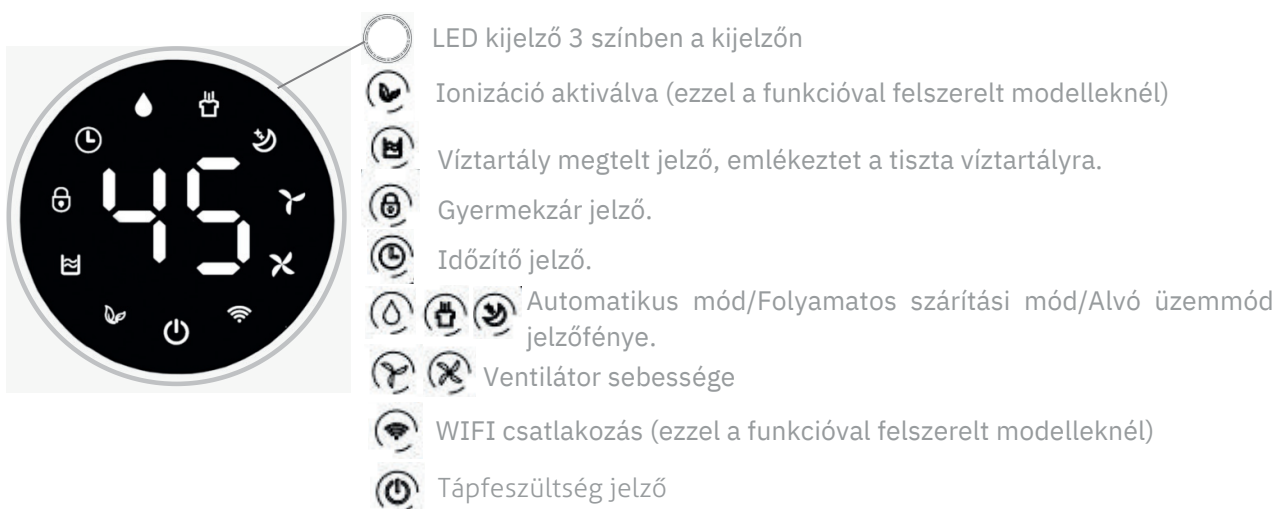 LED kijelző 3 színben a kijelzőn
Ionizáció aktiválva (ezzel a funkcióval felszerelt modelleknél)
Víztartály megtelt jelző, emlékeztet a tiszta víztartályra.
45
Gyermekzár jelző.
Időzítő jelző.
Automatikus mód/Folyamatos szárítási mód/Alvó üzemmód
jelzőfénye.
Ventilátor sebessége
WIFI csatlakozás (ezzel a funkcióval felszerelt modelleknél)
Tápfeszültség jelző